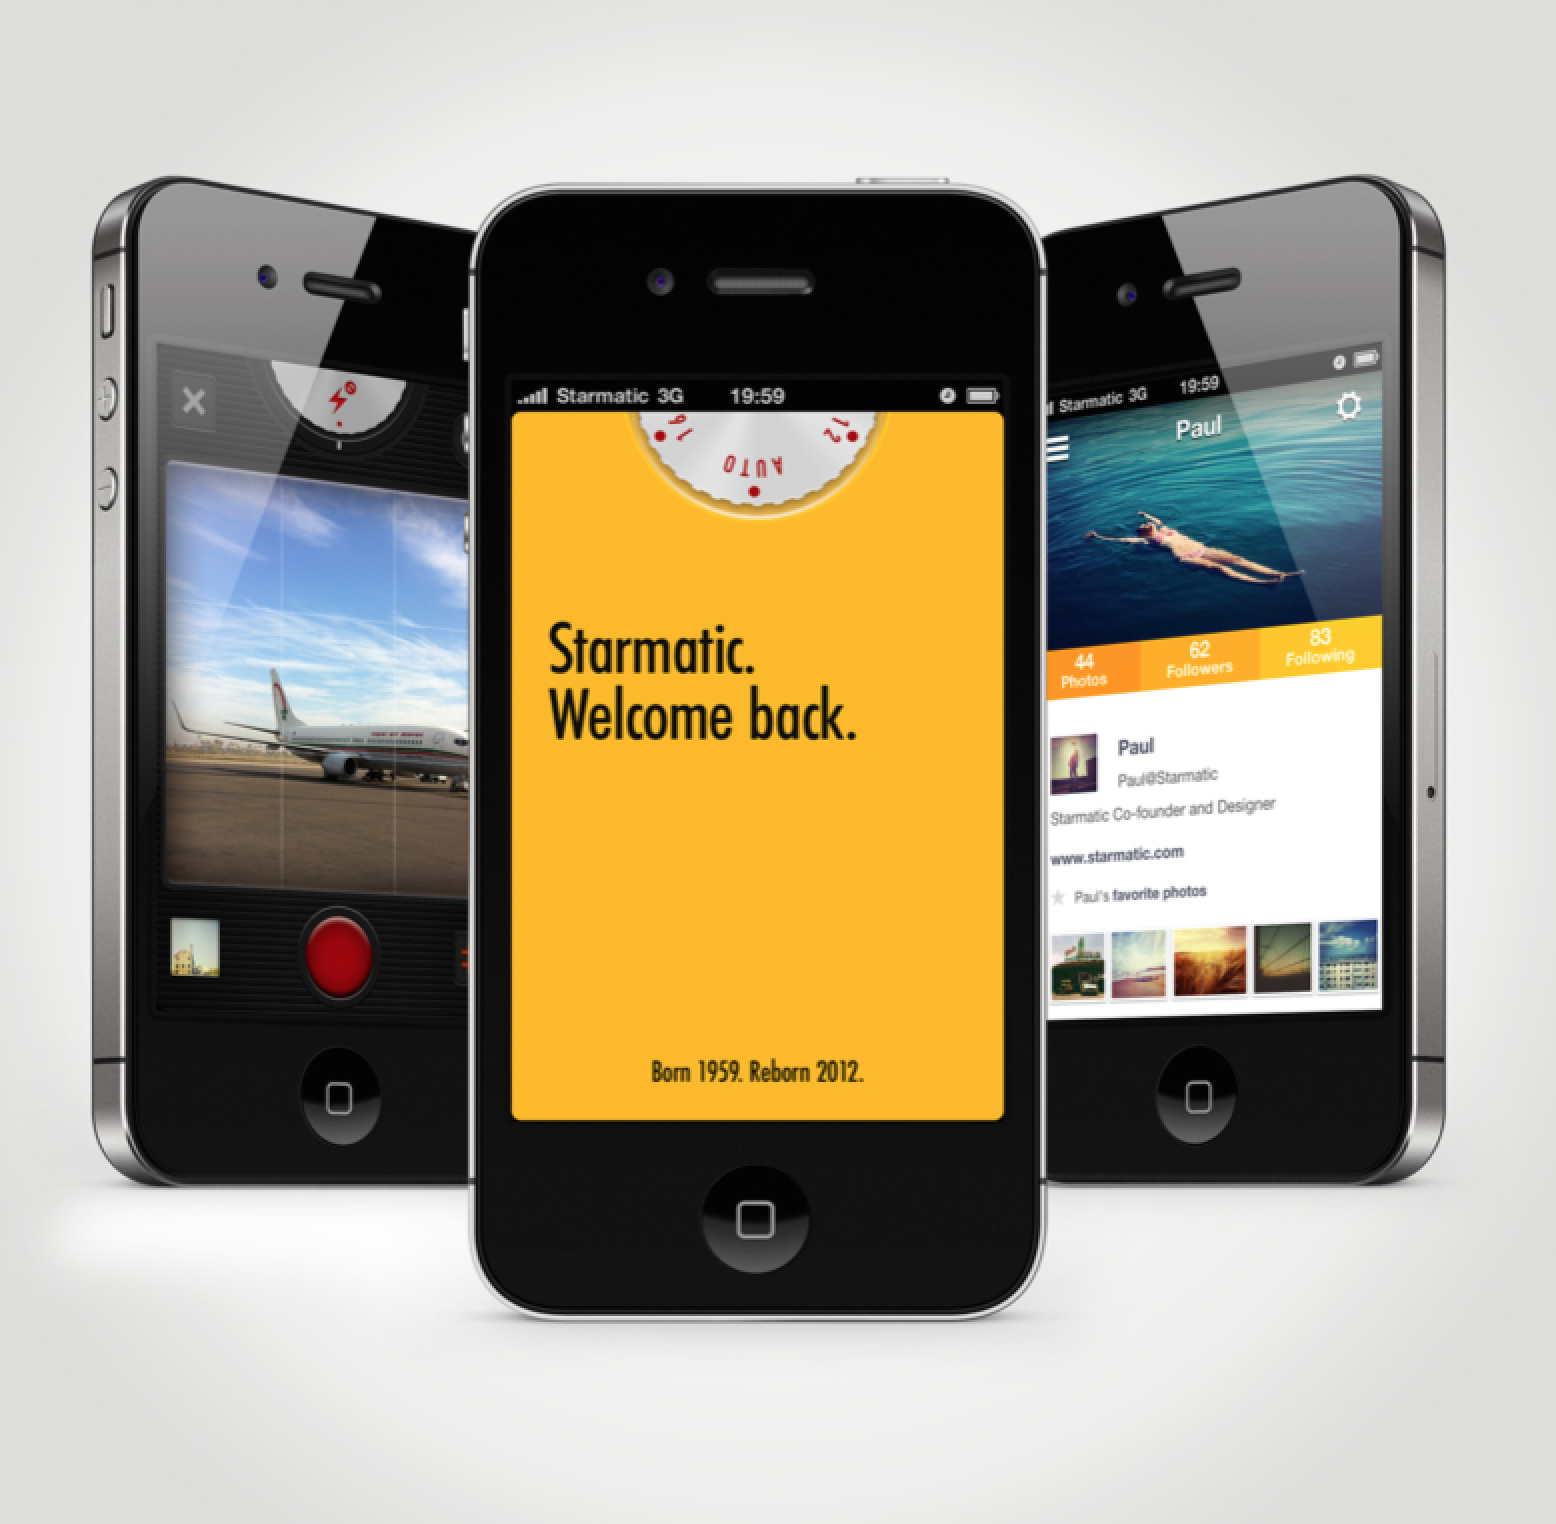 Starmatic 3G 19:59
16 AUTO 12
Starmatic.
Welcome back.
Born 1959. Reborn 2012.
Starmatic 3G 19:59
Paul
44 Photos
62 Followers
83 Following
Paul
Paul@Starmatic
Starmatic Co-founder and Designer
www.starmatic.com
Paul's favorite photos